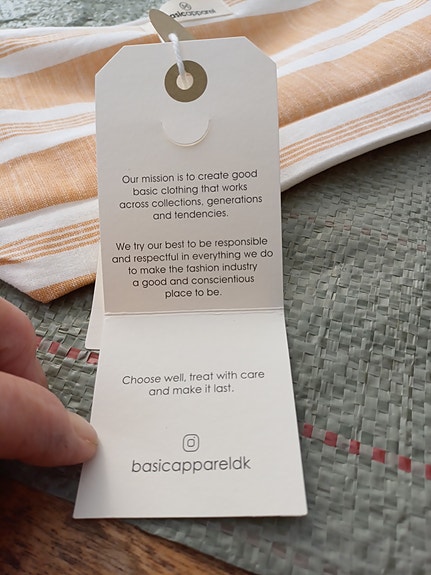 basicapparel
Our mission is to create good
basic clothing that works
across collections, generations
and tendencies.
We try our best to be responsible
and respectful in everything we do
to make the fashion industry
a good and conscientious
place to be.
Choose well, treat with care
and make it last.
basicappareldk